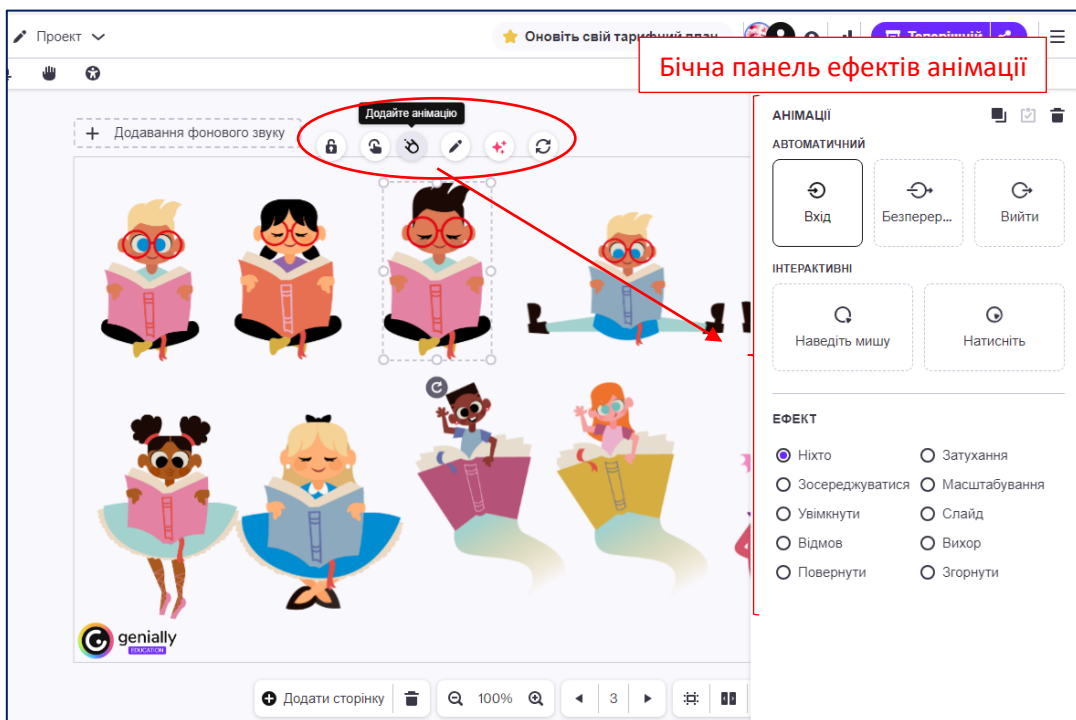 Проект
Оновіть свій тарифний план
Теперішній
Бічна панель ефектів анімації
Додайте анімацію
+ Додавання фонового звуку
АНІМАЦІЇ
АВТОМАТИЧНИЙ
Вхід
Безперер...
Вийти
ІНТЕРАКТИВНІ
Наведіть мишу
Натисніть
ЕФЕКТ
Ніхто
Затухання
Зосереджуватися
Масштабування
Увімкнути
Слайд
Відмов
Вихор
Повернути
Згорнути
genially
EDUCATION
Додати сторінку
100%
3